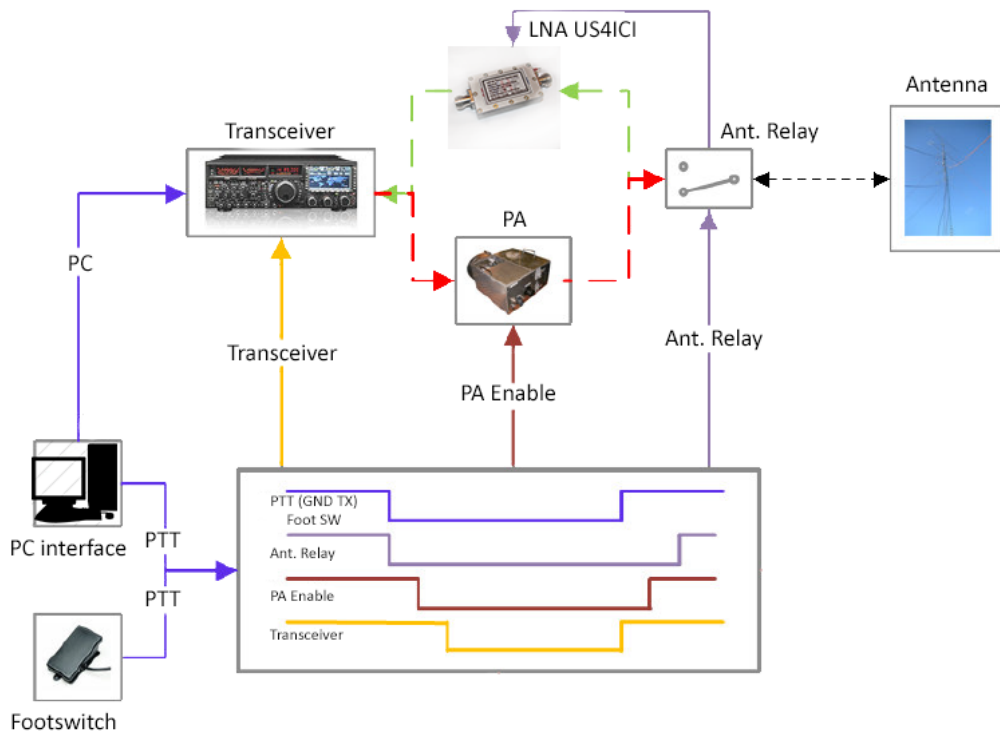 LNA US4ICI
Antenna
Transceiver
Ant. Relay
PA
PC
Transceiver
Ant. Relay
PA Enable
PTT (GND TX)
Foot SW
PC interface
PTT
Ant. Relay
PTT
PA Enable
Transceiver
Footswitch